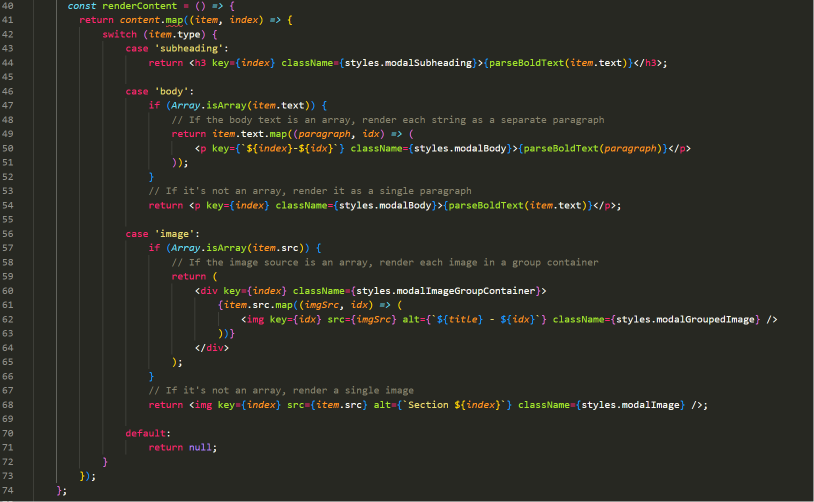 40 const renderContent = () => {
41 return content.map((item, index) => {
42 switch (item.type) {
43 case 'subheading':
44 return <h3 key={index} className={styles.modalSubheading}>{parseBoldText(item.text)}</h3>;
45
46 case 'body':
47 if (Array.isArray(item.text)) {
48 // If the body text is an array, render each string as a separate paragraph
49 return item.text.map((paragraph, idx) => (
50 <p key={`${index}-${idx}`} className={styles.modalBody}>{parseBoldText(paragraph)}</p>
51 ));
52 }
53 // If it's not an array, render it as a single paragraph
54 return <p key={index} className={styles.modalBody}>{parseBoldText(item.text)}</p>;
55
56 case 'image':
57 if (Array.isArray(item.src)) {
58 // If the image source is an array, render each image in a group container
59 return (
60 <div key={index} className={styles.modalImageGroupContainer}>
61 {item.src.map((imgSrc, idx) => (
62 <img key={idx} src={imgSrc} alt={`${title} - ${idx}`} className={styles.modalGroupedImage} />
63 ))}
64 </div>
65 );
66 }
67 // If it's not an array, render a single image
68 return <img key={index} src={item.src} alt={`Section ${index}`} className={styles.modalImage} />;
69
70 default:
71 return null;
72 }
73 });
74 };